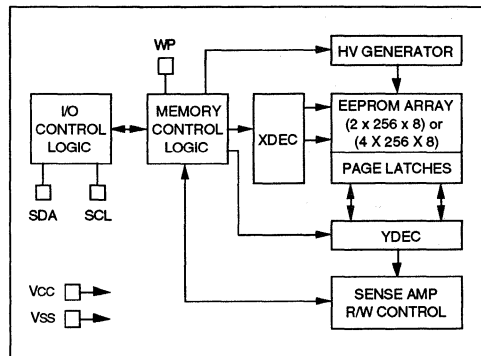 WP
HV GENERATOR
I/O
CONTROL
LOGIC
MEMORY
CONTROL
LOGIC
XDEC
EEPROM ARRAY
(2 x 256 x 8) or
(4 X 256 X 8)
PAGE LATCHES
SDA
SCL
YDEC
VCC
VSS
SENSE AMP
R/W CONTROL